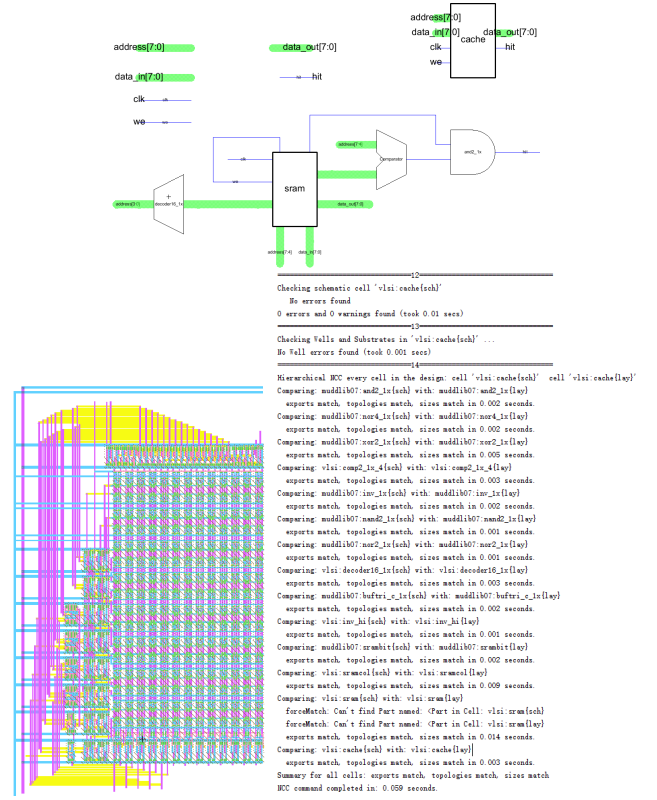 address[7:0]
data_in[7:0]
cache
data_out[7:0]
clk
hit
we
address[7:0]
data_out[7:0]
data_in[7:0]
hit
clk
we
address[7:1]
Comparator
and2_1x
clk
we
sram
address[3:1]
decoder16_1x
data_out[7:0]
address[7:4]
data_in[7:0]
12
Checking schematic cell 'vlsi:cache{sch}'
No errors found
0 errors and 0 warnings found (took 0.01 secs)
13
Checking Wells and Substrates in 'vlsi:cache{sch}' ...
No Well errors found (took 0.001 secs)
14
Hierarchical NCC every cell in the design: cell 'vlsi:cache{sch}' cell 'vlsi:cache{lay}'
Comparing: muddlib07:and2_1x{sch} with: muddlib07:and2_1x{lay}
exports match, topologies match, sizes match in 0.002 seconds.
Comparing: muddlib07:nor4_1x{sch} with: muddlib07:nor4_1x{lay}
exports match, topologies match, sizes match in 0.002 seconds.
Comparing: muddlib07:xor2_1x{sch} with: muddlib07:xor2_1x{lay}
exports match, topologies match, sizes match in 0.005 seconds.
Comparing: vlsi:comp2_1x_4{sch} with: vlsi:comp2_1x_4{lay}
exports match, topologies match, sizes match in 0.003 seconds.
Comparing: muddlib07:inv_1x{sch} with: muddlib07:inv_1x{lay}
exports match, topologies match, sizes match in 0.002 seconds.
Comparing: muddlib07:nand2_1x{sch} with: muddlib07:nand2_1x{lay}
exports match, topologies match, sizes match in 0.001 seconds.
Comparing: muddlib07:nor2_1x{sch} with: muddlib07:nor2_1x{lay}
exports match, topologies match, sizes match in 0.001 seconds.
Comparing: vlsi:decoder16_1x{sch} with: vlsi:decoder16_1x{lay}
exports match, topologies match, sizes match in 0.003 seconds.
Comparing: muddlib07:buftri_c_1x{sch} with: muddlib07:buftri_c_1x{lay}
exports match, topologies match, sizes match in 0.002 seconds.
Comparing: vlsi:inv_hi{sch} with: vlsi:inv_hi{lay}
exports match, topologies match, sizes match in 0.001 seconds.
Comparing: muddlib07:srambit{sch} with: muddlib07:srambit{lay}
exports match, topologies match, sizes match in 0.002 seconds.
Comparing: vlsi:sramcol{sch} with: vlsi:sramcol{lay}
exports match, topologies match, sizes match in 0.009 seconds.
Comparing: vlsi:sram{sch} with: vlsi:sram{lay}
forceMatch: Can't find Part named: <Part in Cell: vlsi:sram{sch}
forceMatch: Can't find Part named: <Part in Cell: vlsi:sram{lay}
exports match, topologies match, sizes match in 0.014 seconds.
Comparing: vlsi:cache{sch} with: vlsi:cache{lay}
exports match, topologies match, sizes match in 0.003 seconds.
Summary for all cells: exports match, topologies match, sizes match
NCC command completed in: 0.059 seconds.